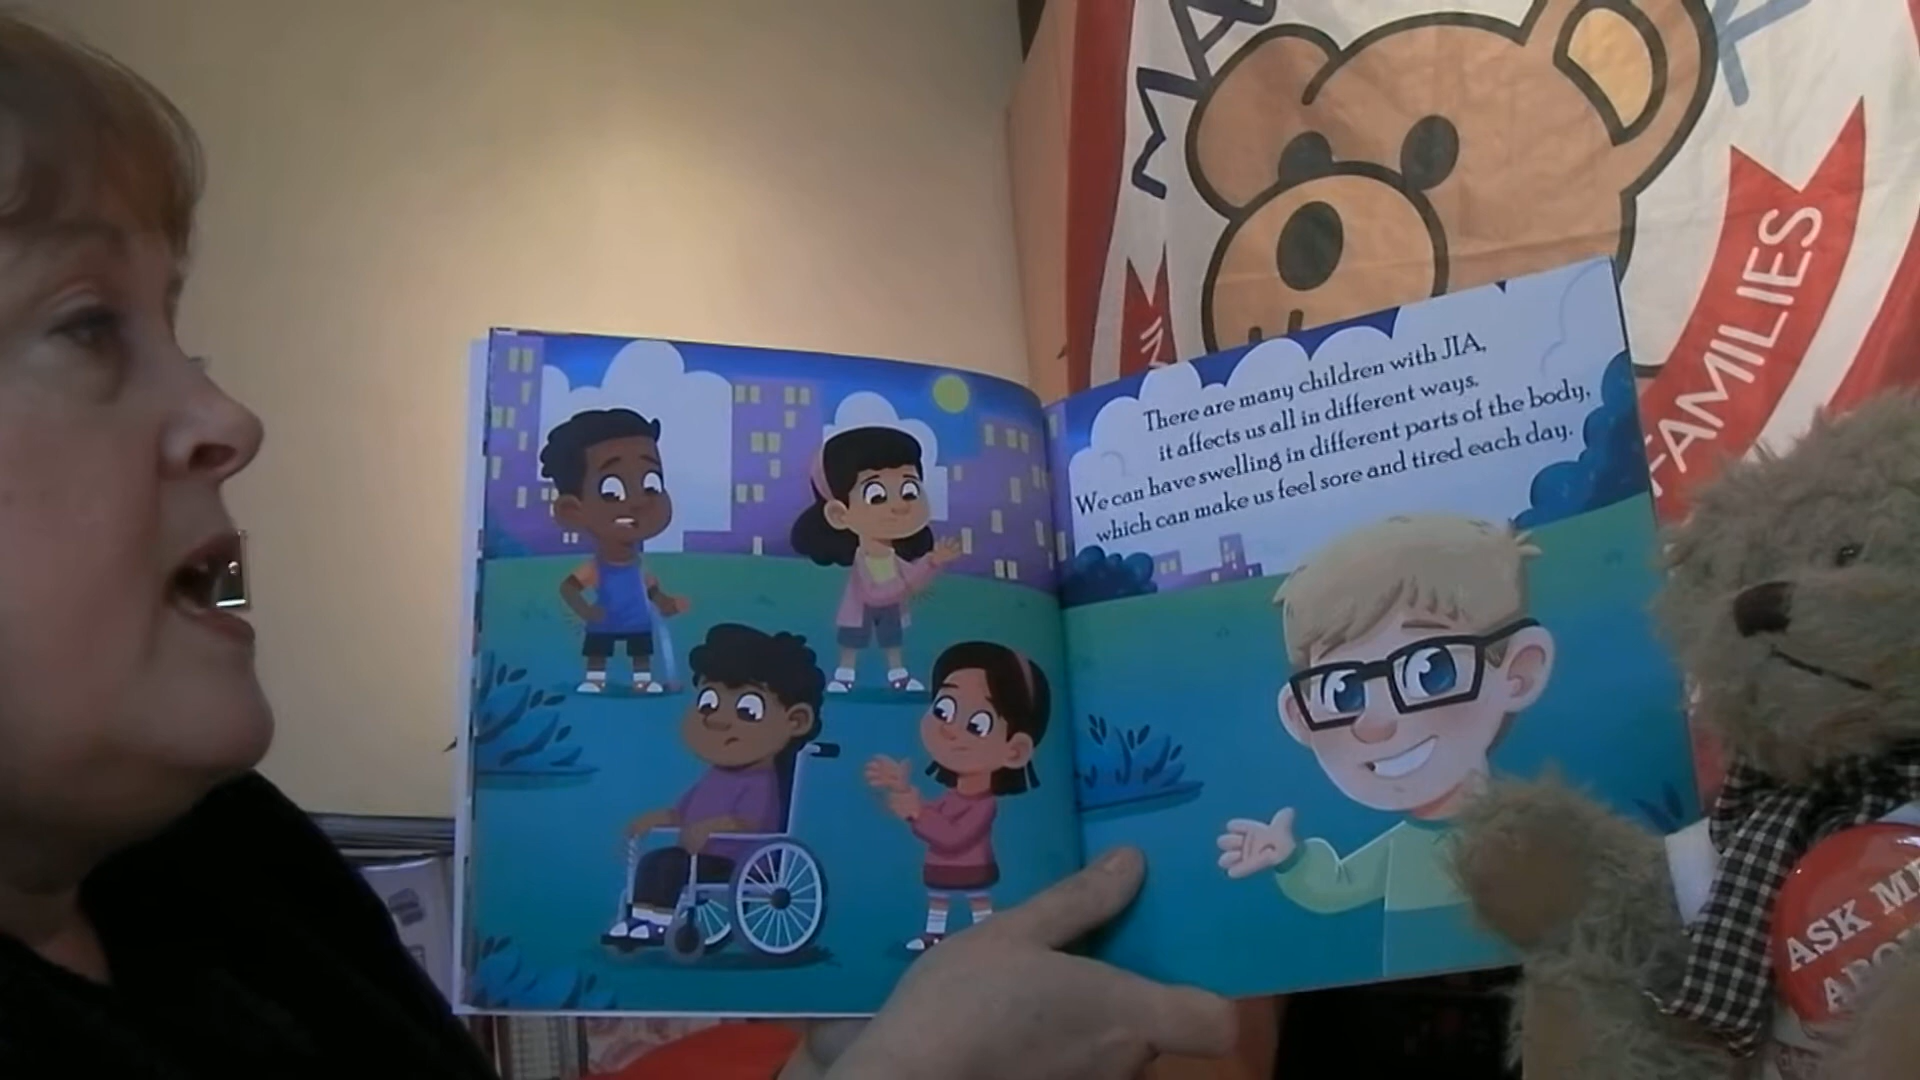 There are many children with JIA,
it affects us all in different ways.
We can have swelling in different parts of the body,
which can make us feel sore and tired each day.
FAMILIES
ASK ME